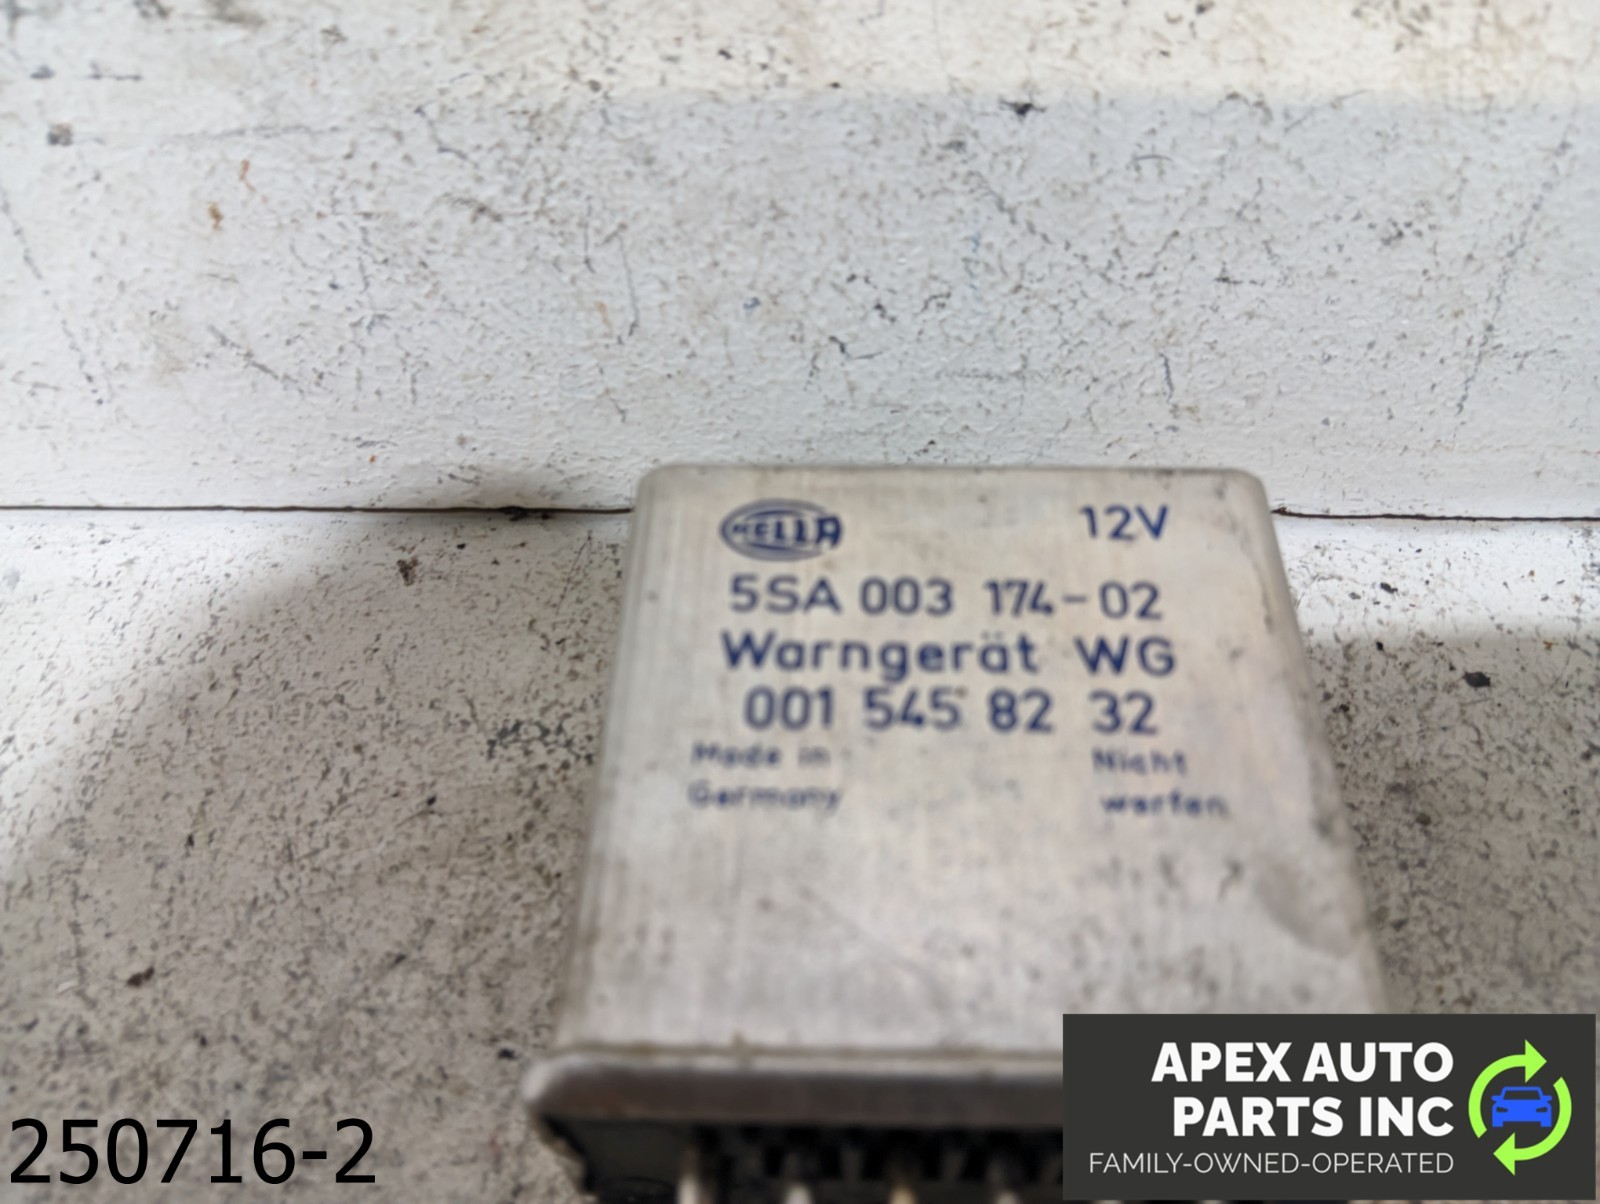 HELLA 12V
5SA 003 174-02
Warngerät WG
001 545 82 32
Made in Nicht
Germany werfen
APEX AUTO
PARTS INC
FAMILY-OWNED-OPERATED
250716-2